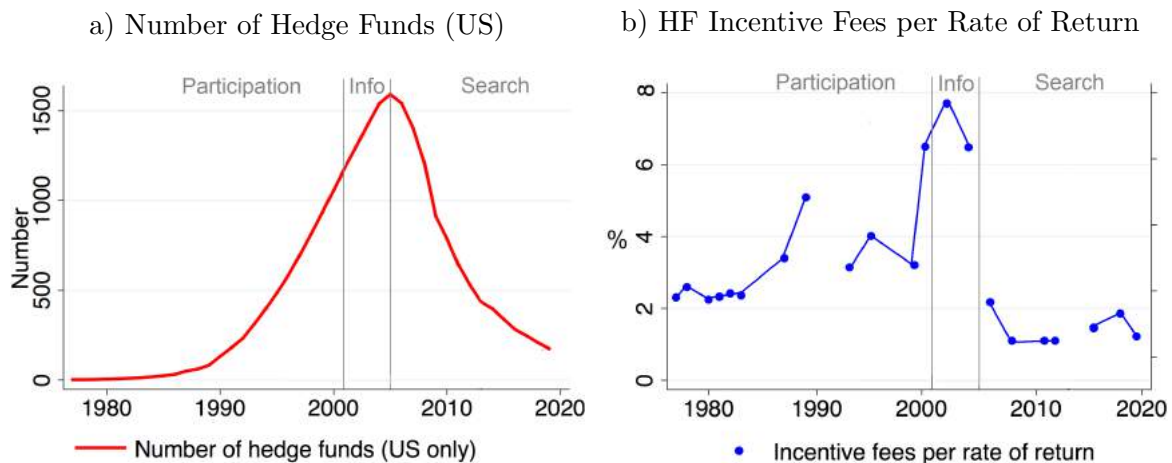 a) Number of Hedge Funds (US)
Participation Info Search
1500
1000
500
0
Number
1980 1990 2000 2010 2020
Number of hedge funds (US only)
b) HF Incentive Fees per Rate of Return
Participation Info Search
8
6
4
2
0
%
1980 1990 2000 2010 2020
Incentive fees per rate of return